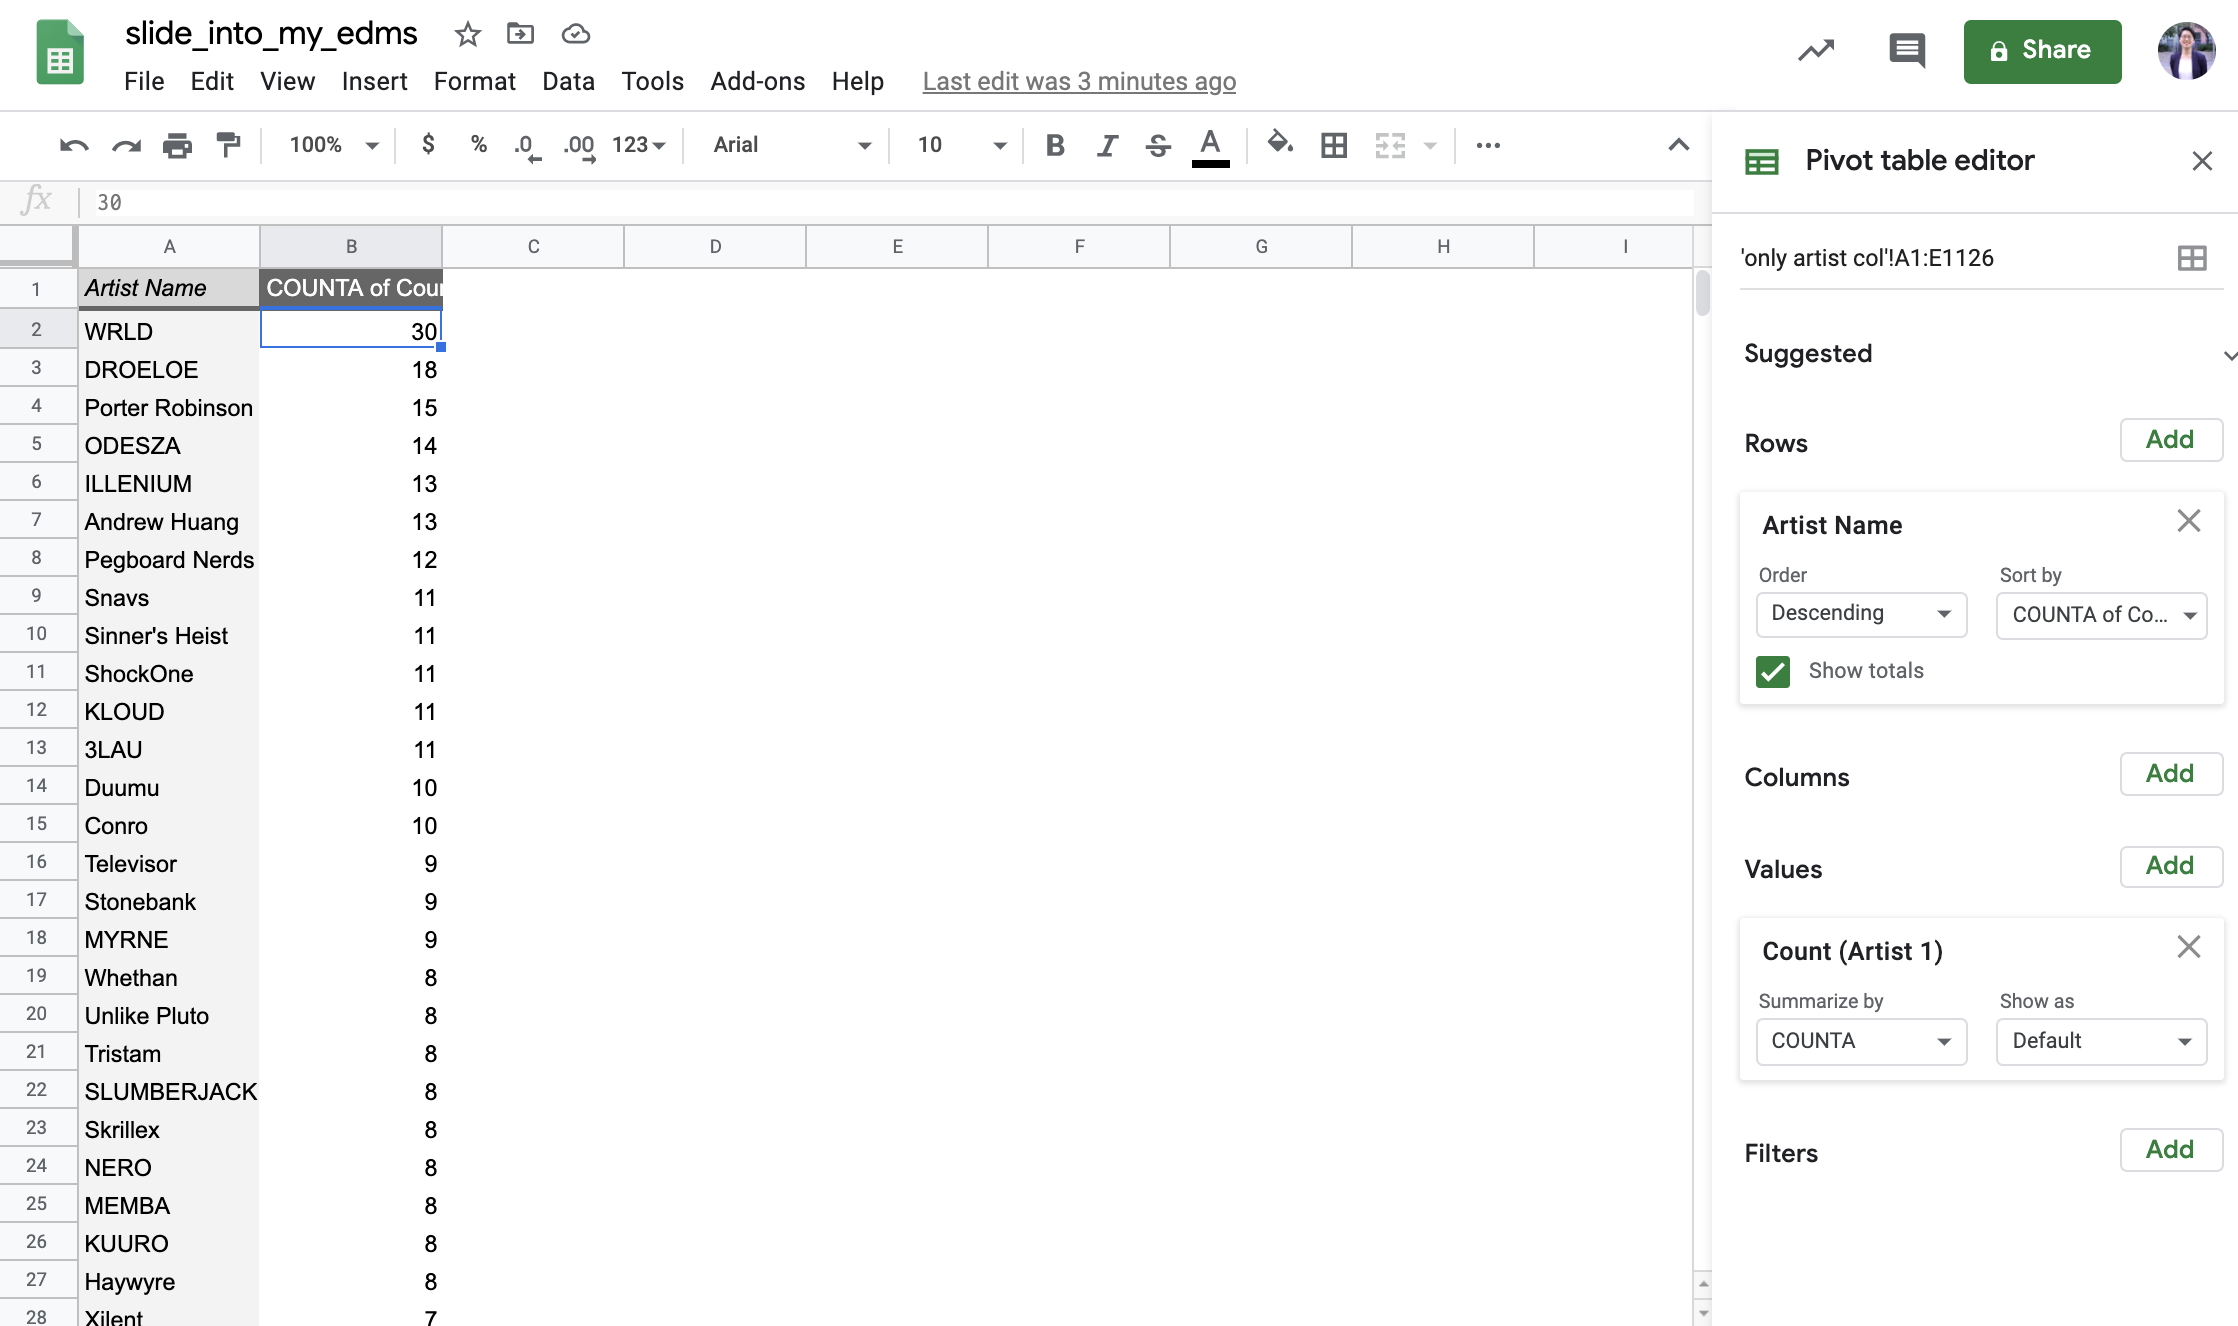 slide_into_my_edms
File Edit View Insert Format Data Tools Add-ons Help Last edit was 3 minutes ago
Share
100% $ % .0 .00 123 Arial 10 B I S A
fx 30
A B C D E F G H I
1 Artist Name COUNTA of Cour
2 WRLD 30
3 DROELOE 18
4 Porter Robinson 15
5 ODESZA 14
6 ILLENIUM 13
7 Andrew Huang 13
8 Pegboard Nerds 12
9 Snavs 11
10 Sinner's Heist 11
11 ShockOne 11
12 KLOUD 11
13 3LAU 11
14 Duumu 10
15 Conro 10
16 Televisor 9
17 Stonebank 9
18 MYRNE 9
19 Whethan 8
20 Unlike Pluto 8
21 Tristam 8
22 SLUMBERJACK 8
23 Skrillex 8
24 NERO 8
25 MEMBA 8
26 KUURO 8
27 Haywyre 8
28 Xilent 7
Pivot table editor
'only artist col'!A1:E1126
Suggested
Rows Add
Artist Name
Order Sort by
Descending COUNTA of Co...
Show totals
Columns Add
Values Add
Count (Artist 1)
Summarize by Show as
COUNTA Default
Filters Add